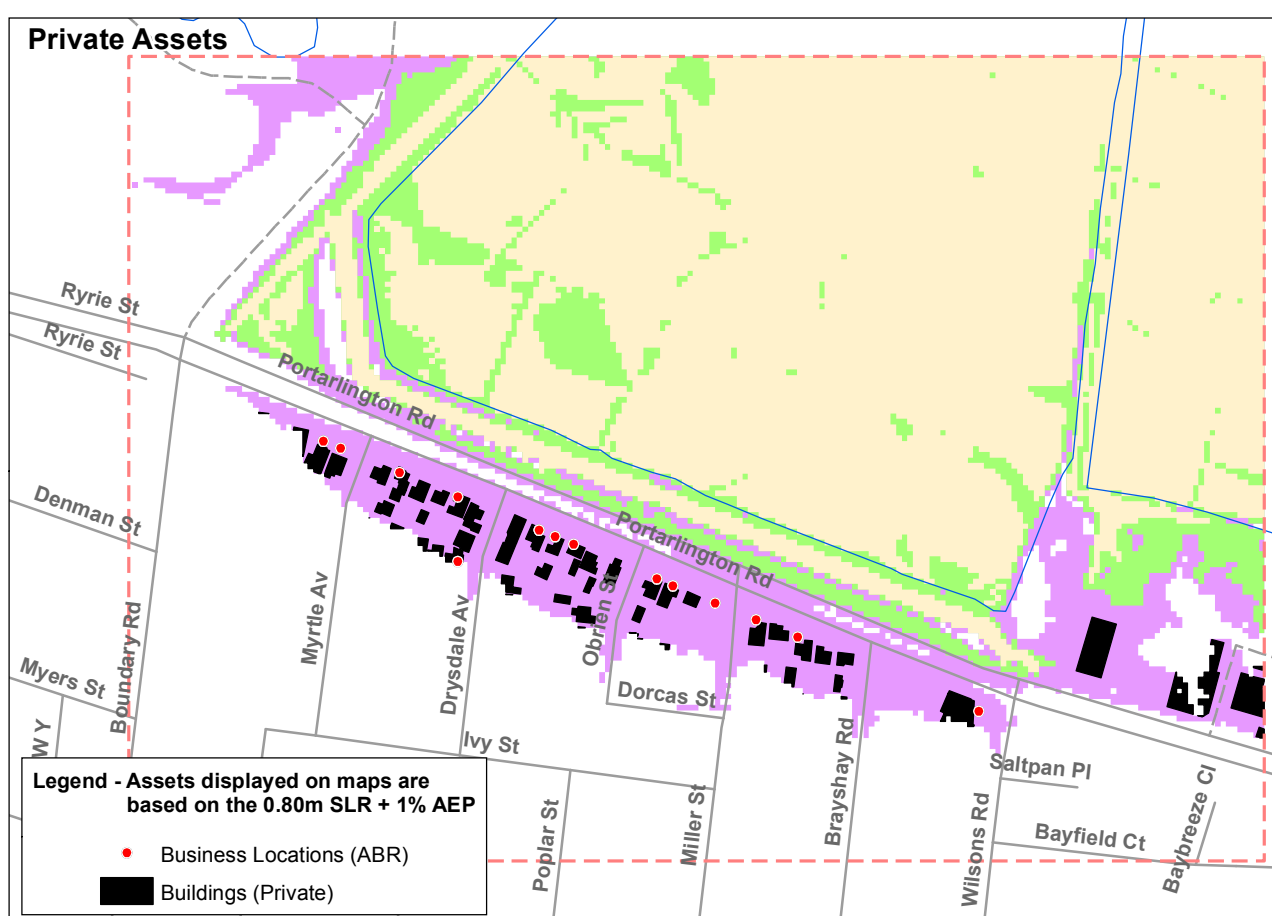 Private Assets
Ryrie St
Ryrie St
Portarlington Rd
Denman St
Portarlington Rd
Myrtle Av
Drysdale Av
Obrien St
Boundary Rd
Myers St
Dorcas St
W Y
Ivy St
Brayshay Rd
Saltpan Pl
Poplar St
Miller St
Wilsons Rd
Bayfield Ct
Baybreeze Cl
Legend - Assets displayed on maps are
based on the 0.80m SLR + 1% AEP
Business Locations (ABR)
Buildings (Private)